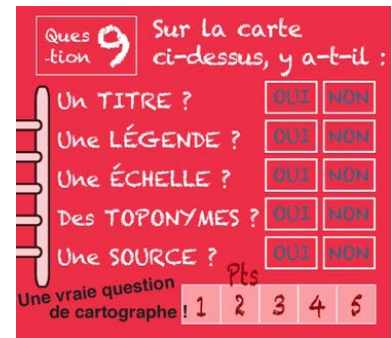 Ques
-tion 9
Sur la carte
ci-dessus, y a-t-il :
Un TITRE ? OUI NON
Une LÉGENDE ? OUI NON
Une ÉCHELLE ? OUI NON
Des TOPONYMES ? OUI NON
Une SOURCE ? OUI NON
Pts
Une vraie question
de cartographe ! 1 2 3 4 5